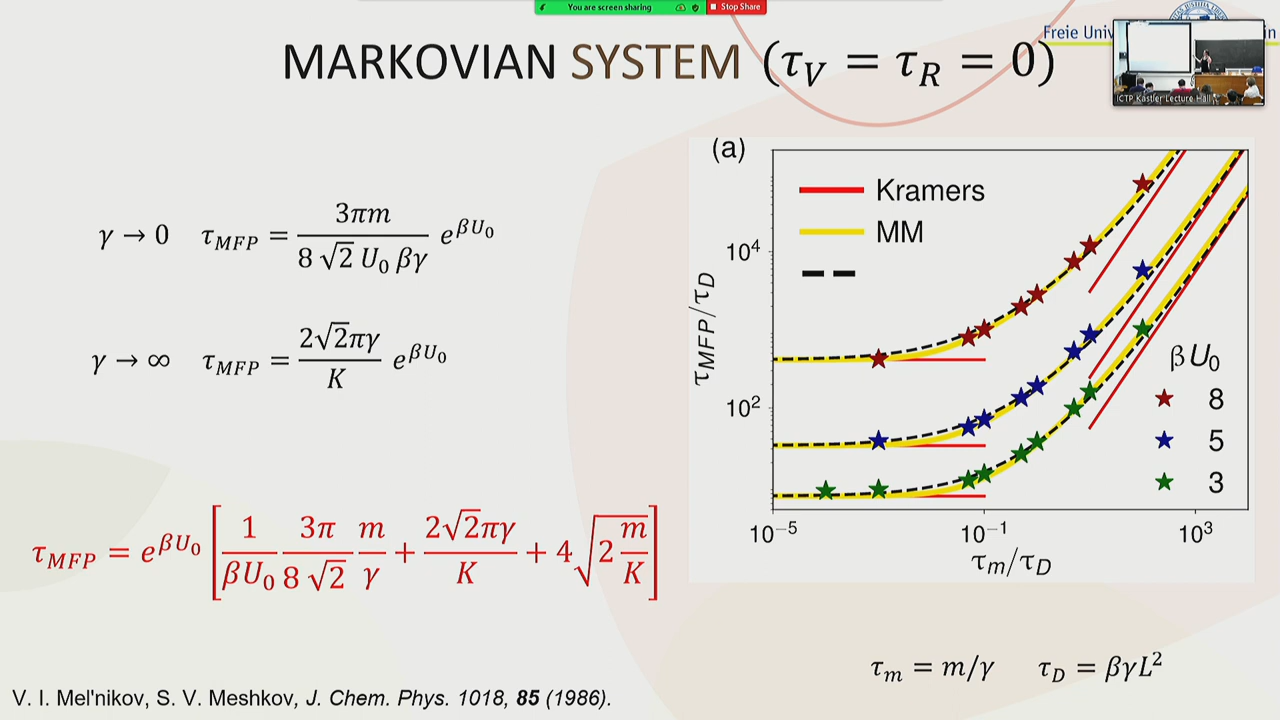 You are screen sharing
Stop Share
Freie Univ
in
MARKOVIAN SYSTEM (τ_V = τ_R = 0)
ICTP Kastler Lecture Hall
(a)
Kramers
MM
γ → 0 τ_MFP = 3πm / (8 √2 U_0 βγ) e^{βU_0}
γ → ∞ τ_MFP = 2√2πγ / K e^{βU_0}
τ_MFP/τ_D
10^4
10^2
βU_0
8
5
3
10^-5
10^-1
10^3
τ_m/τ_D
τ_MFP = e^{βU_0} [ 1/βU_0 3π/(8 √2) m/γ + 2√2πγ/K + 4√(2 m/K) ]
τ_m = m/γ τ_D = βγL^2
V. I. Mel'nikov, S. V. Meshkov, J. Chem. Phys. 1018, 85 (1986).